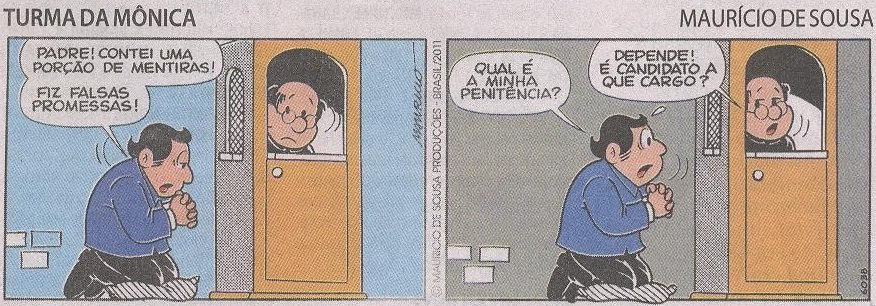 TURMA DA MÔNICA
MAURÍCIO DE SOUSA
PADRE! CONTEI UMA
PORÇÃO DE MENTIRAS!
FIZ FALSAS
PROMESSAS!
MAURICIO
© MAURICIO DE SOUSA PRODUÇÕES - BRASIL/2011
QUAL É
A MINHA
PENITÊNCIA?
DEPENDE!
É CANDIDATO A
QUE CARGO?
6038